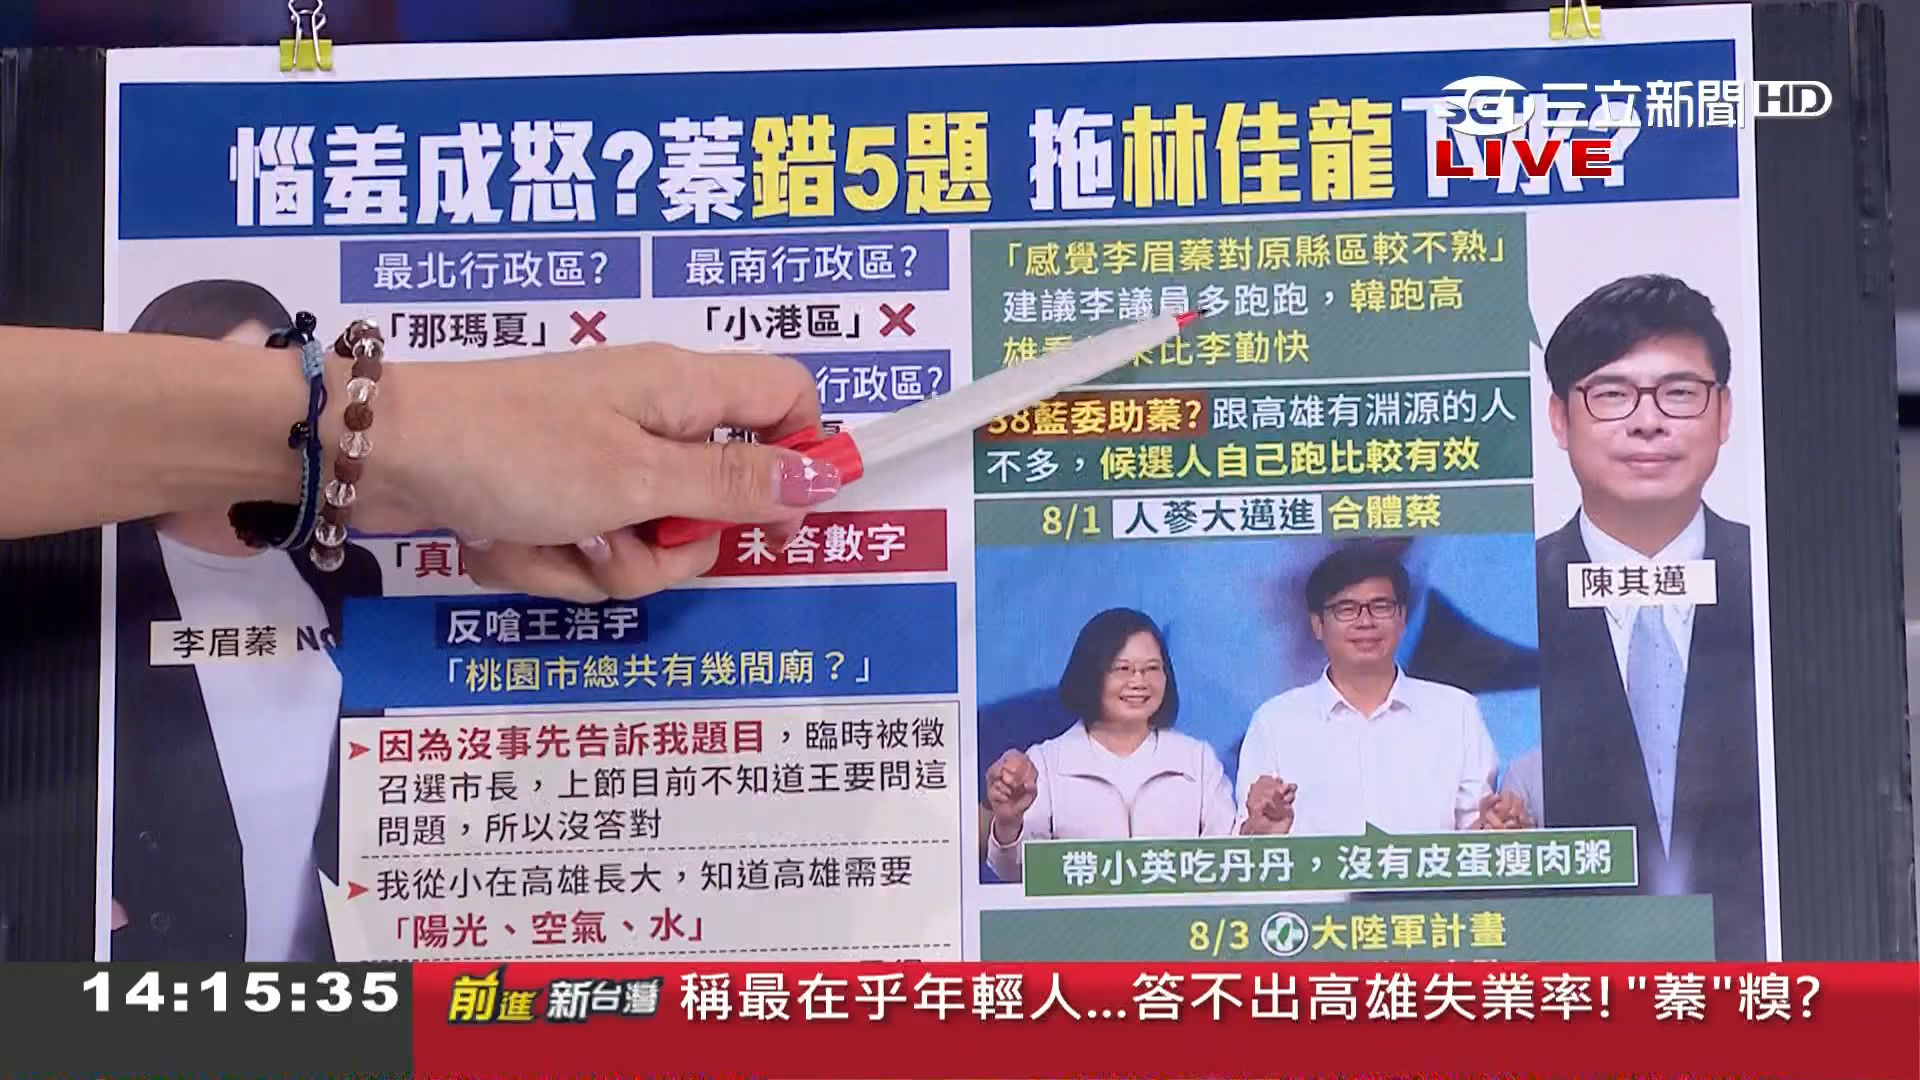 惱羞成怒?蓁錯5題 拖林佳龍下水?
三立新聞HD
LIVE
最北行政區?
「那瑪夏」
最南行政區?
「小港區」
行政區?
「真
未答數字
李眉蓁
反嗆王浩宇
「桃園市總共有幾間廟？」
因為沒事先告訴我題目，臨時被徵
召選市長，上節目前不知道王要問這
問題，所以沒答對
我從小在高雄長大，知道高雄需要
「陽光、空氣、水」
「感覺李眉蓁對原縣區較不熟」
建議李議員多跑跑，韓跑高
雄看 來比李勤快
38藍委助蓁?跟高雄有淵源的人
不多，候選人自己跑比較有效
8/1 人蔘大邁進 合體蔡
陳其邁
帶小英吃丹丹，沒有皮蛋瘦肉粥
8/3 大陸軍計畫
14:15:35
前進新台灣
稱最在乎年輕人...答不出高雄失業率!"蓁"糗?